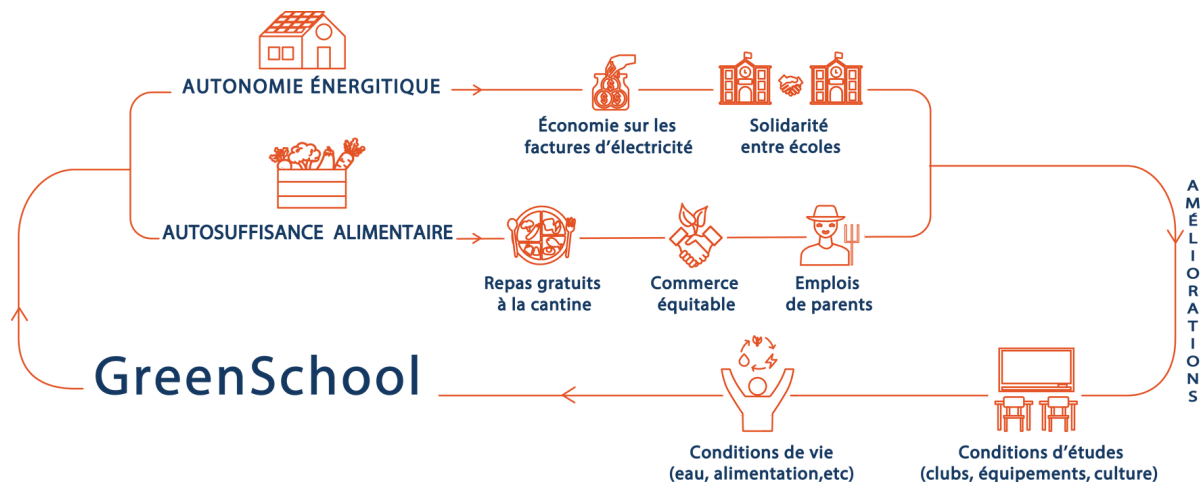 AUTONOMIE ÉNERGITIQUE
Économie sur les
factures d'électricité
Solidarité
entre écoles
AUTOSUFFISANCE ALIMENTAIRE
Repas gratuits
à la cantine
Commerce
équitable
Emplois
de parents
AMÉLIORATIONS
GreenSchool
Conditions de vie
(eau, alimentation,etc)
Conditions d'études
(clubs, équipements, culture)